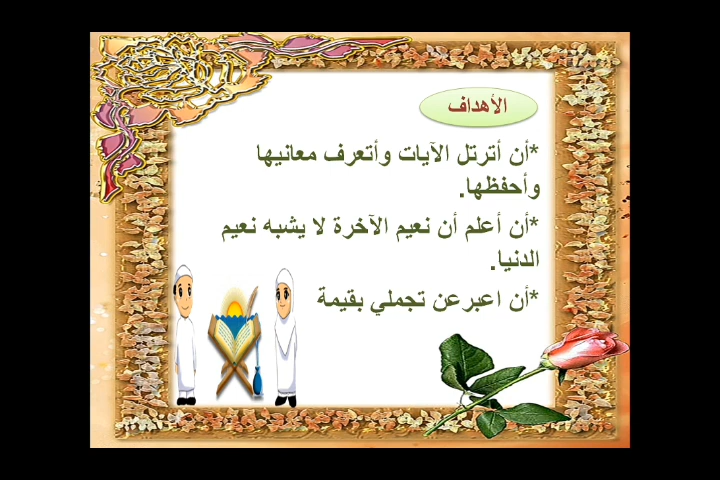 الأهداف
*أن أترتل الآيات وأتعرف معانيها
وأحفظها.
*أن أعلم أن نعيم الآخرة لا يشبه نعيم
الدنيا.
*أن اعبرعن تجملي بقيمة